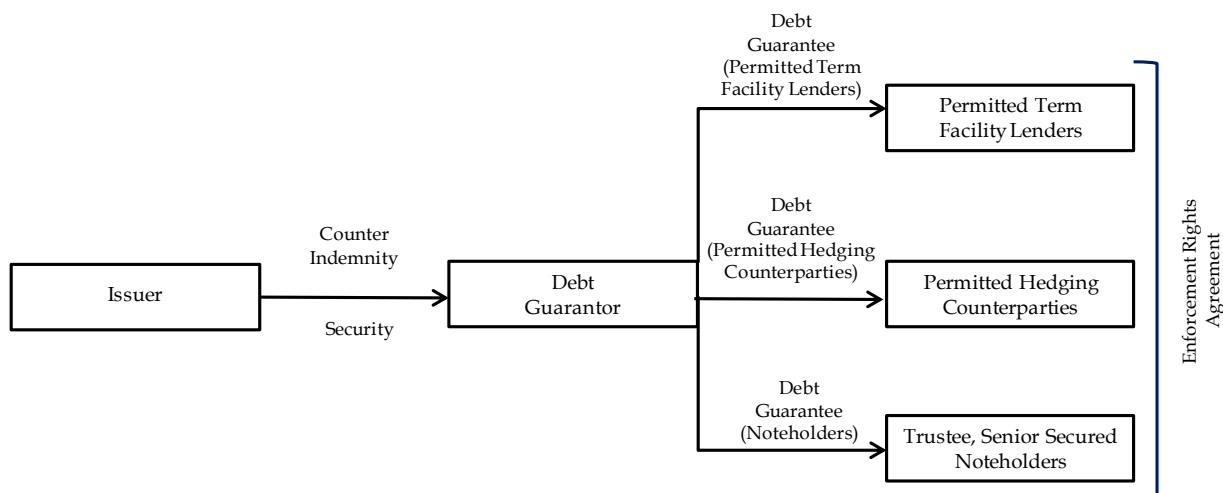 Debt
Guarantee
(Permitted Term
Facility Lenders)
Permitted Term
Facility Lenders
Counter
Indemnity
Issuer
Security
Debt
Guarantor
Debt
Guarantee
(Permitted Hedging
Counterparties)
Permitted Hedging
Counterparties
Debt
Guarantee
(Noteholders)
Trustee, Senior Secured
Noteholders
Enforcement Rights
Agreement